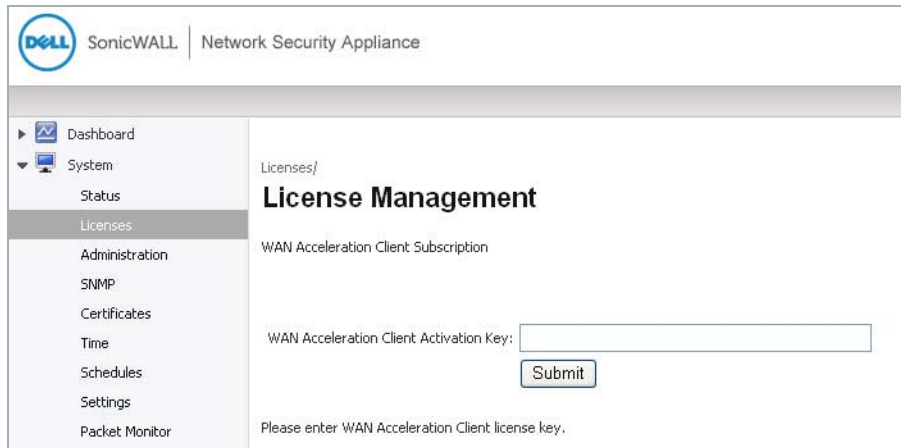 DELL SonicWALL | Network Security Appliance
Dashboard
System
Status
Licenses
Administration
SNMP
Certificates
Time
Schedules
Settings
Packet Monitor
Licenses/
License Management
WAN Acceleration Client Subscription
WAN Acceleration Client Activation Key:
Submit
Please enter WAN Acceleration Client license key.